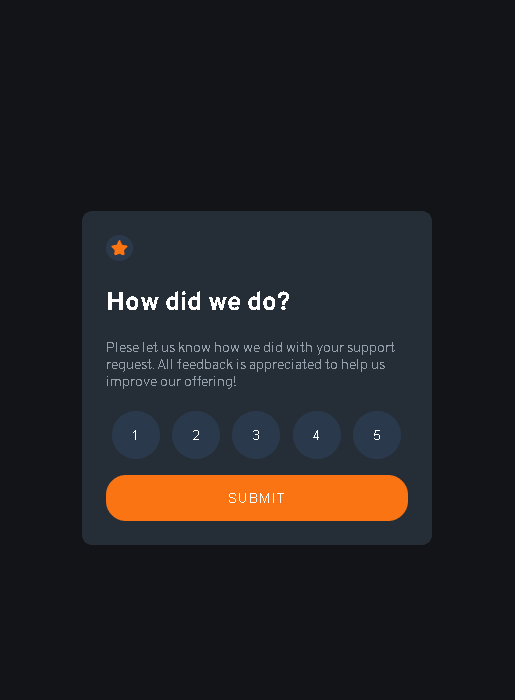 How did we do?
Plese let us know how we did with your support
request. All feedback is appreciated to help us
improve our offering!
1 2 3 4 5
SUBMIT